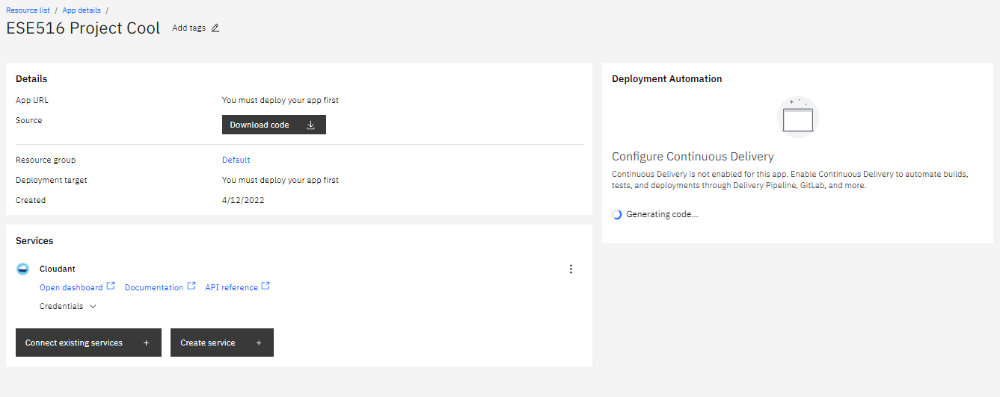 Resource list / App details /
ESE516 Project Cool Add tags
Details
App URL You must deploy your app first
Source Download code
Resource group Default
Deployment target You must deploy your app first
Created 4/12/2022
Services
Cloudant
Open dashboard Documentation API reference
Credentials
Connect existing services +
Create service +
Deployment Automation
Configure Continuous Delivery
Continuous Delivery is not enabled for this app. Enable Continuous Delivery to automate builds,
tests, and deployments through Delivery Pipeline, GitLab, and more.
Generating code...